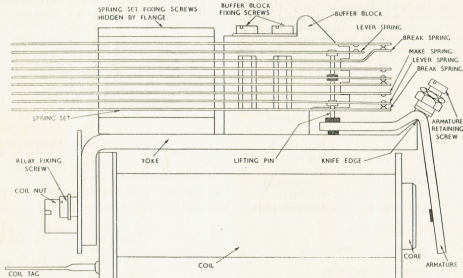 SPRING SET FIXING SCREWS
HIDDEN BY FLANGE
BUFFER BLOCK
FIXING SCREWS
BUFFER BLOCK
LEVER SPRING
BREAK SPRING
MAKE SPRING
LEVER SPRING
BREAK SPRING
SPRING SET
ARMATURE
RETAINING
SCREW
RELAY FIXING
SCREW
YOKE
LIFTING PIN
KNIFE EDGE
COIL NUT
COIL TAG
COIL
CORE
ARMATURE